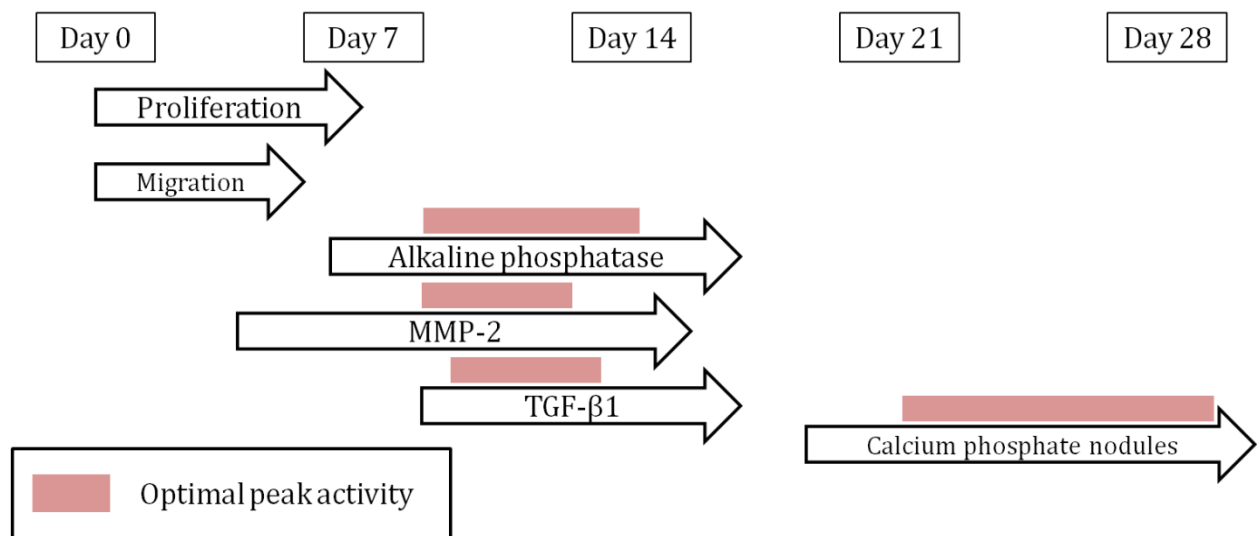 Day 0
Day 7
Day 14
Day 21
Day 28
Proliferation
Migration
Alkaline phosphatase
MMP-2
TGF-β1
Calcium phosphate nodules
Optimal peak activity